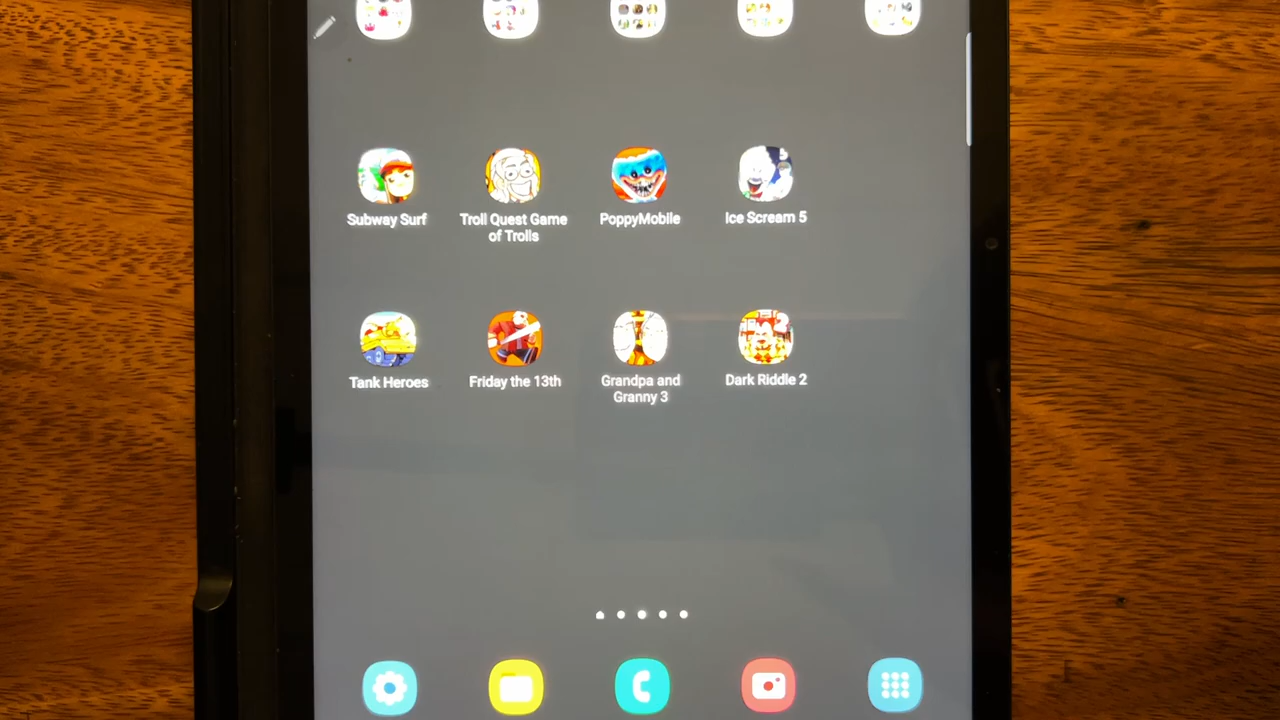 Subway Surf
Troll Quest Game
of Trolls
PoppyMobile
Ice Scream 5
Tank Heroes
Friday the 13th
Grandpa and
Granny 3
Dark Riddle 2